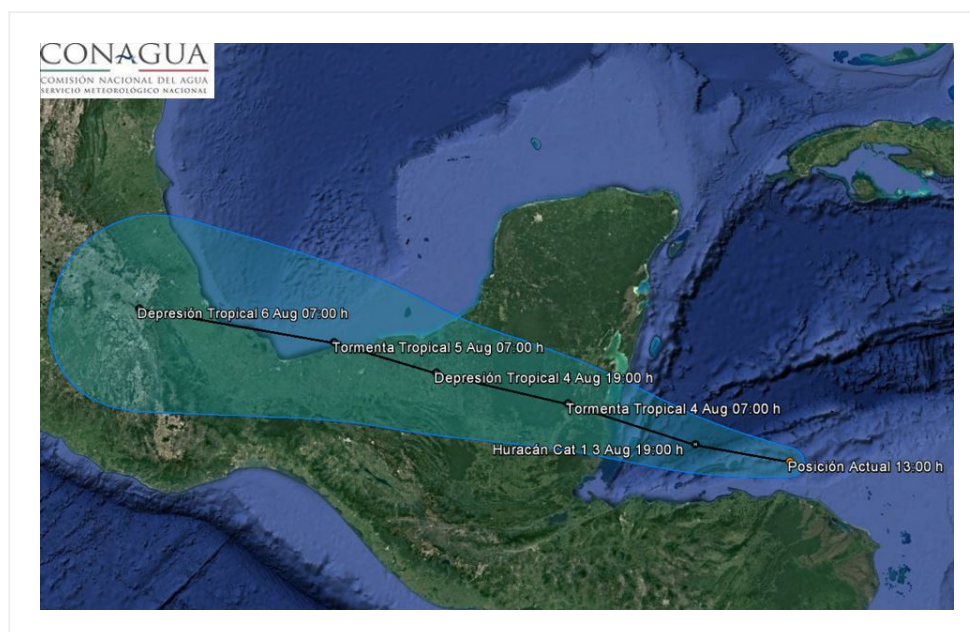 CONAGUA
COMISIÓN NACIONAL DEL AGUA
SERVICIO METEOROLÓGICO NACIONAL
Depresión Tropical 6 Aug 07:00 h
Tormenta Tropical 5 Aug 07:00 h
Depresión Tropical 4 Aug 19:00 h
Tormenta Tropical 4 Aug 07:00 h
Huracán Cat 1 3 Aug 19:00 h
Posición Actual 13:00 h